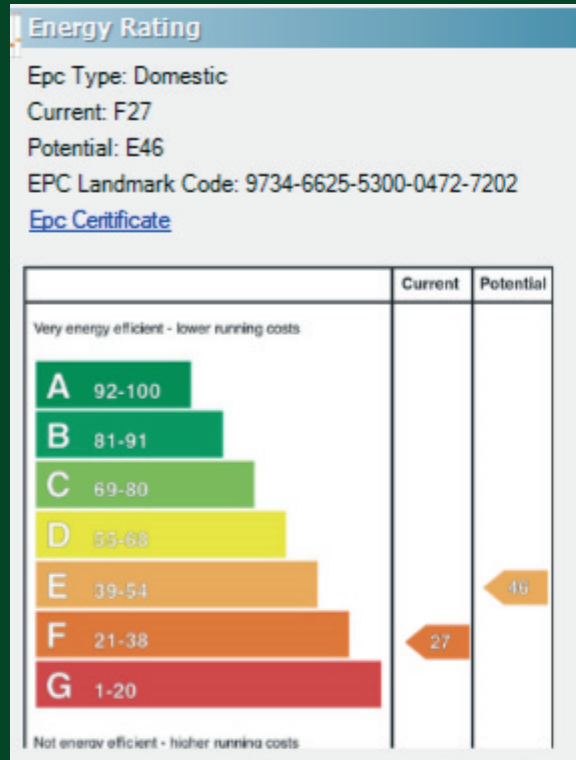 Energy Rating
Epc Type: Domestic
Current: F27
Potential: E46
EPC Landmark Code: 9734-6625-5300-0472-7202
Epc Ceritificate
Current Potential
Very energy efficient - lower running costs
A 92-100
B 81-91
C 69-80
D 55-68
E 39-54 46
F 21-38 27
G 1-20
Not energy efficient - higher running costs